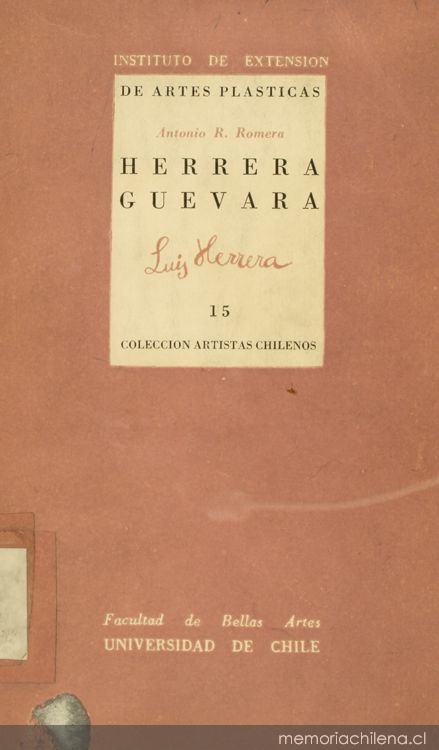 INSTITUTO DE EXTENSION
DE ARTES PLASTICAS
Antonio R. Romera
HERRERA
GUEVARA
Luis Herrera
15
COLECCION ARTISTAS CHILENOS
Facultad de Bellas Artes
UNIVERSIDAD DE CHILE
memoriachilena.cl